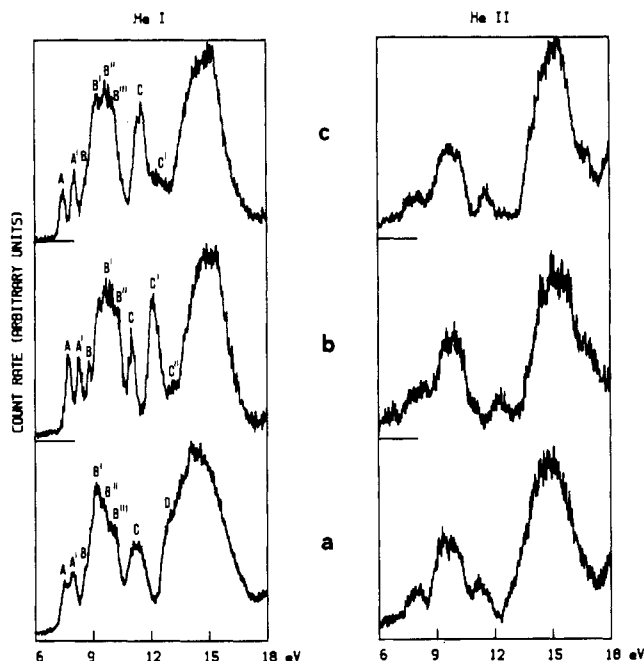 He I
He II
B' B" B"' C
A A' B C'
c
B' B" C'
A A' B C C"
b
B' B" B"' D
A A' B C
a
COUNT RATE (ARBITRARY UNITS)
6 9 12 15 18 eV
6 9 12 15 18 eV